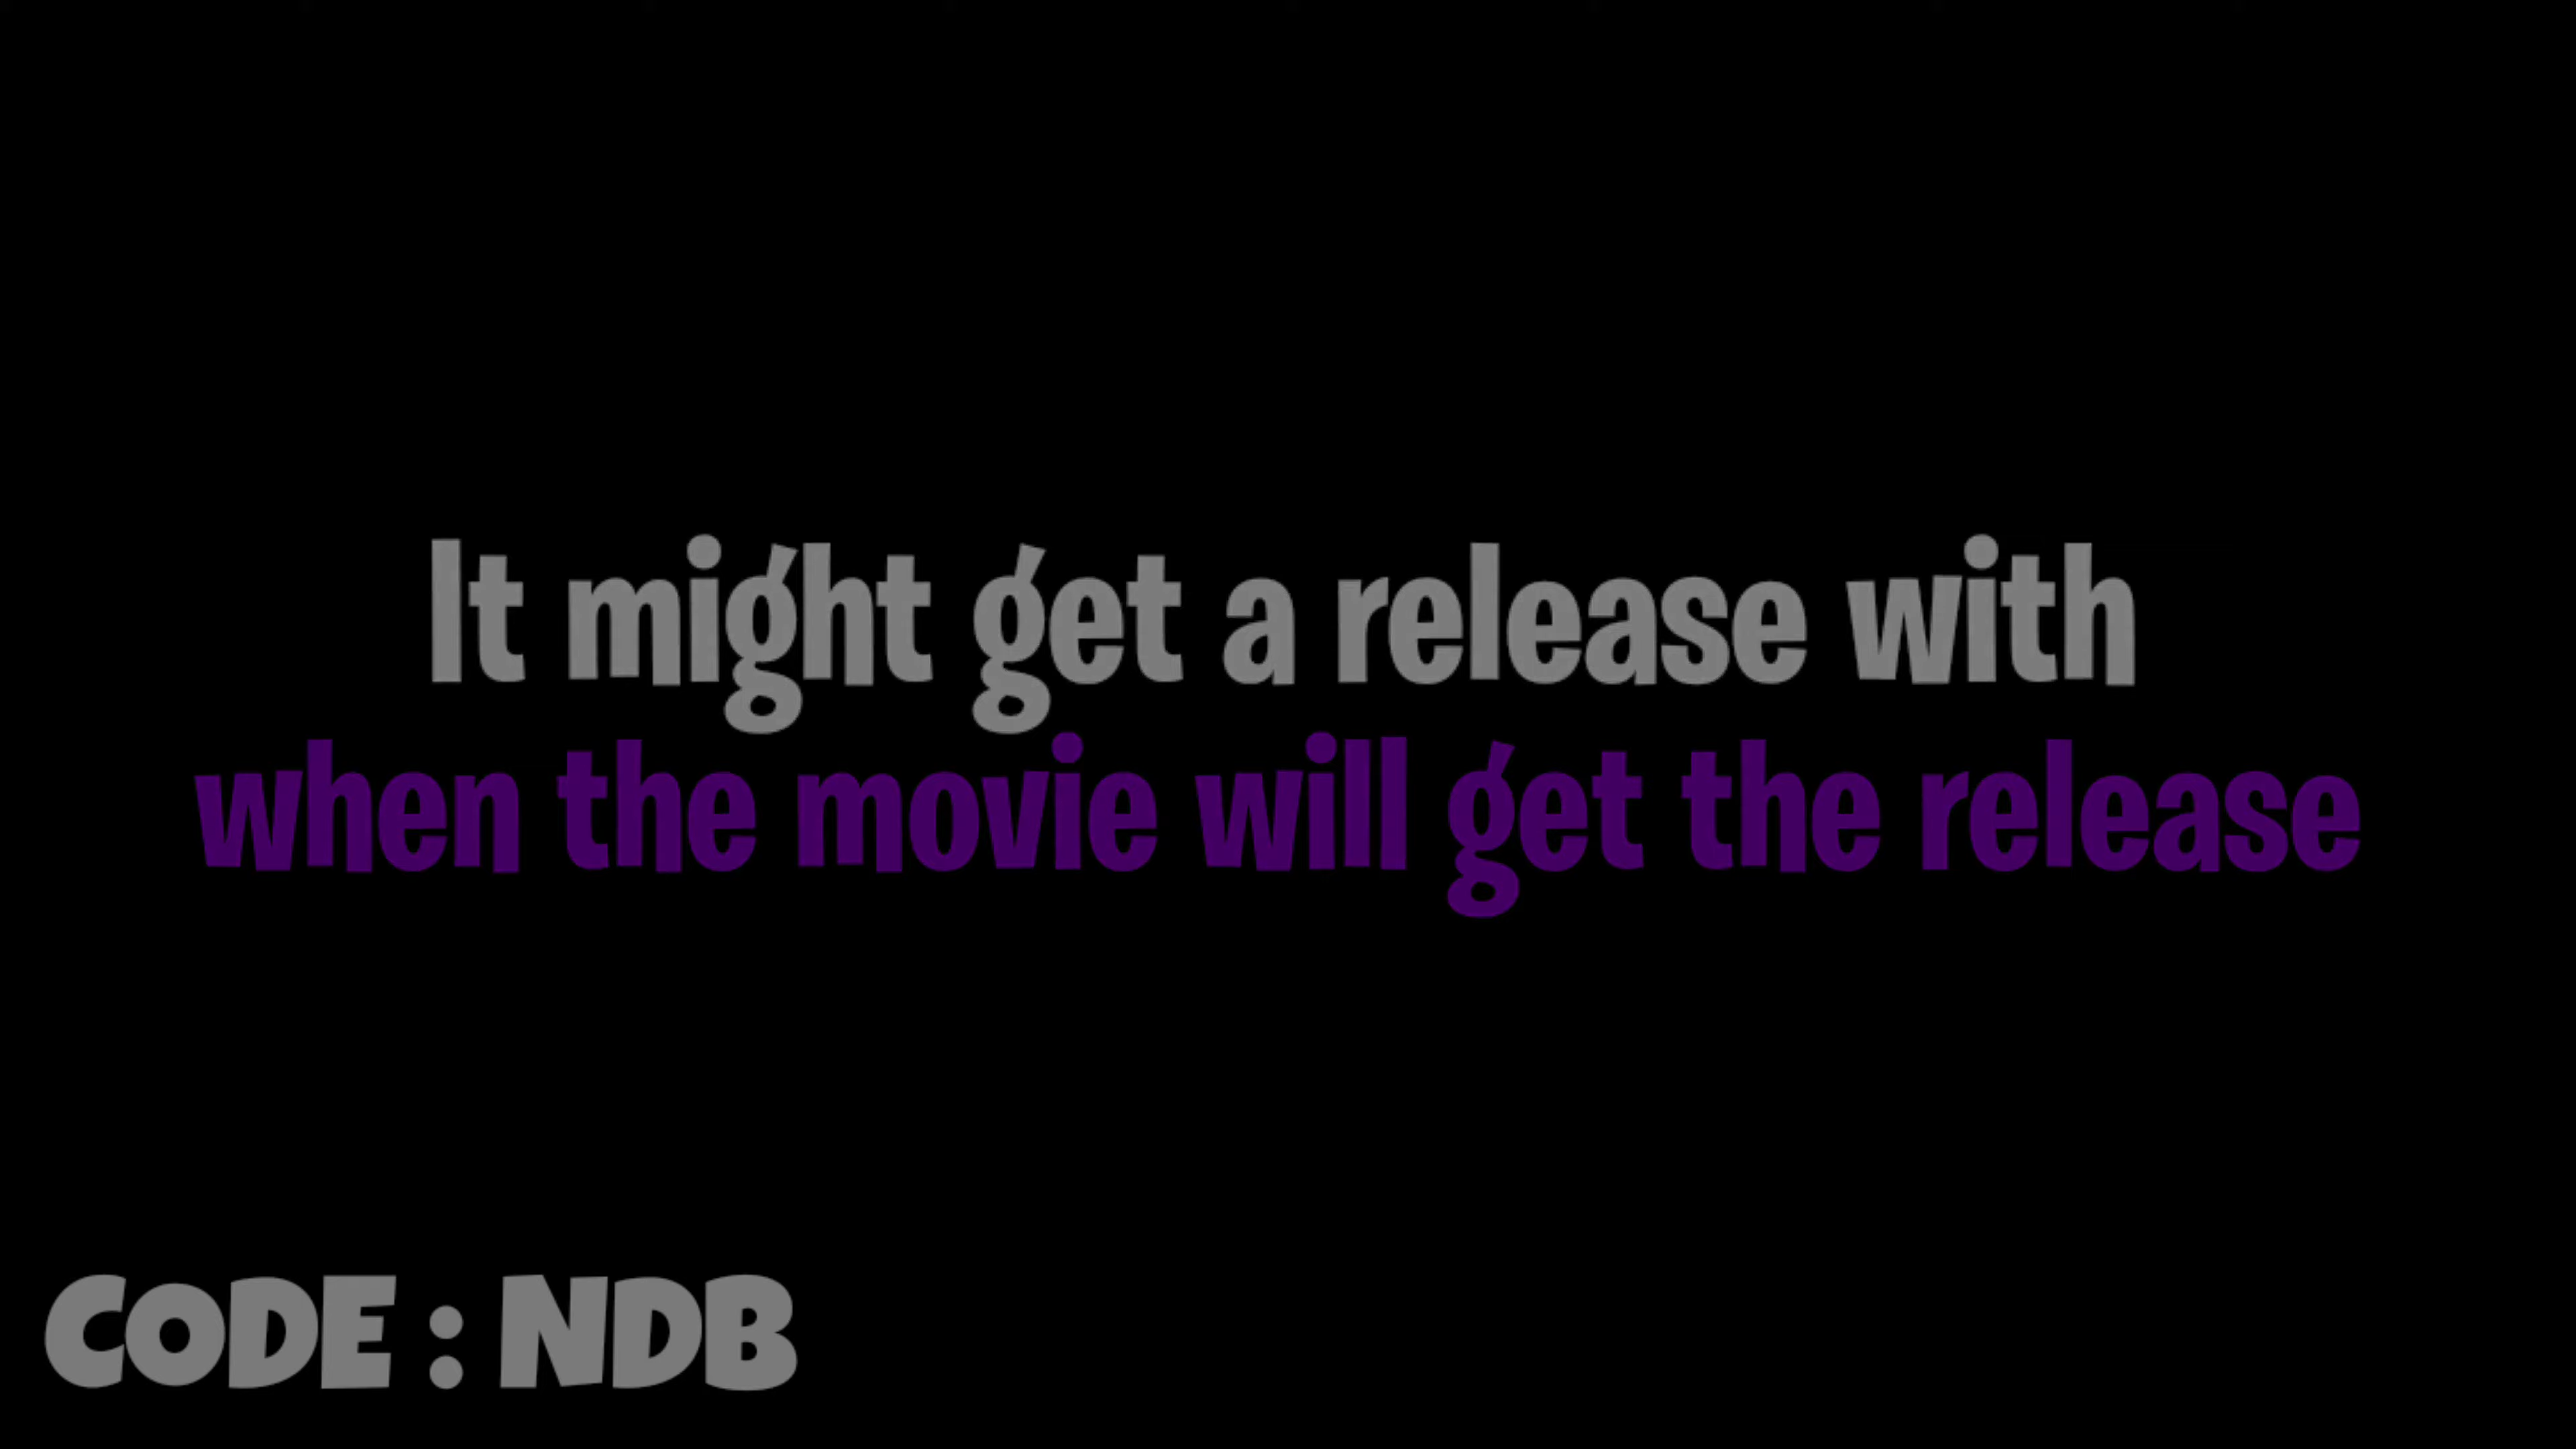 It might get a release with
when the movie will get the release
CODE : NDB